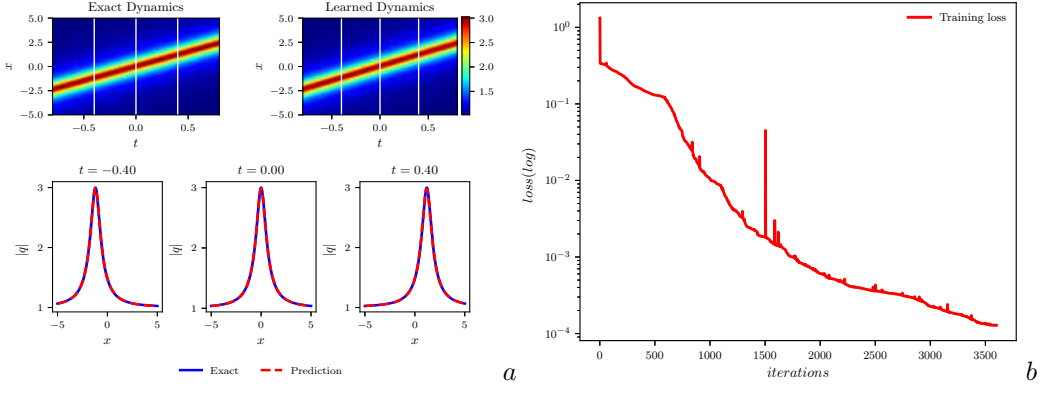 Exact Dynamics
5.0
2.5
0.0
−2.5
−5.0
x
−0.5 0.0 0.5
t
Learned Dynamics
5.0
2.5
0.0
−2.5
−5.0
x
−0.5 0.0 0.5
t
3.0
2.5
2.0
1.5
t = −0.40
3
2
1
|q|
−5 0 5
x
t = 0.00
3
2
1
|q|
−5 0 5
x
t = 0.40
3
2
1
|q|
−5 0 5
x
Exact Prediction
a
Training loss
10^0
10^−1
10^−2
10^−3
10^−4
loss(log)
0 500 1000 1500 2000 2500 3000 3500
iterations
b